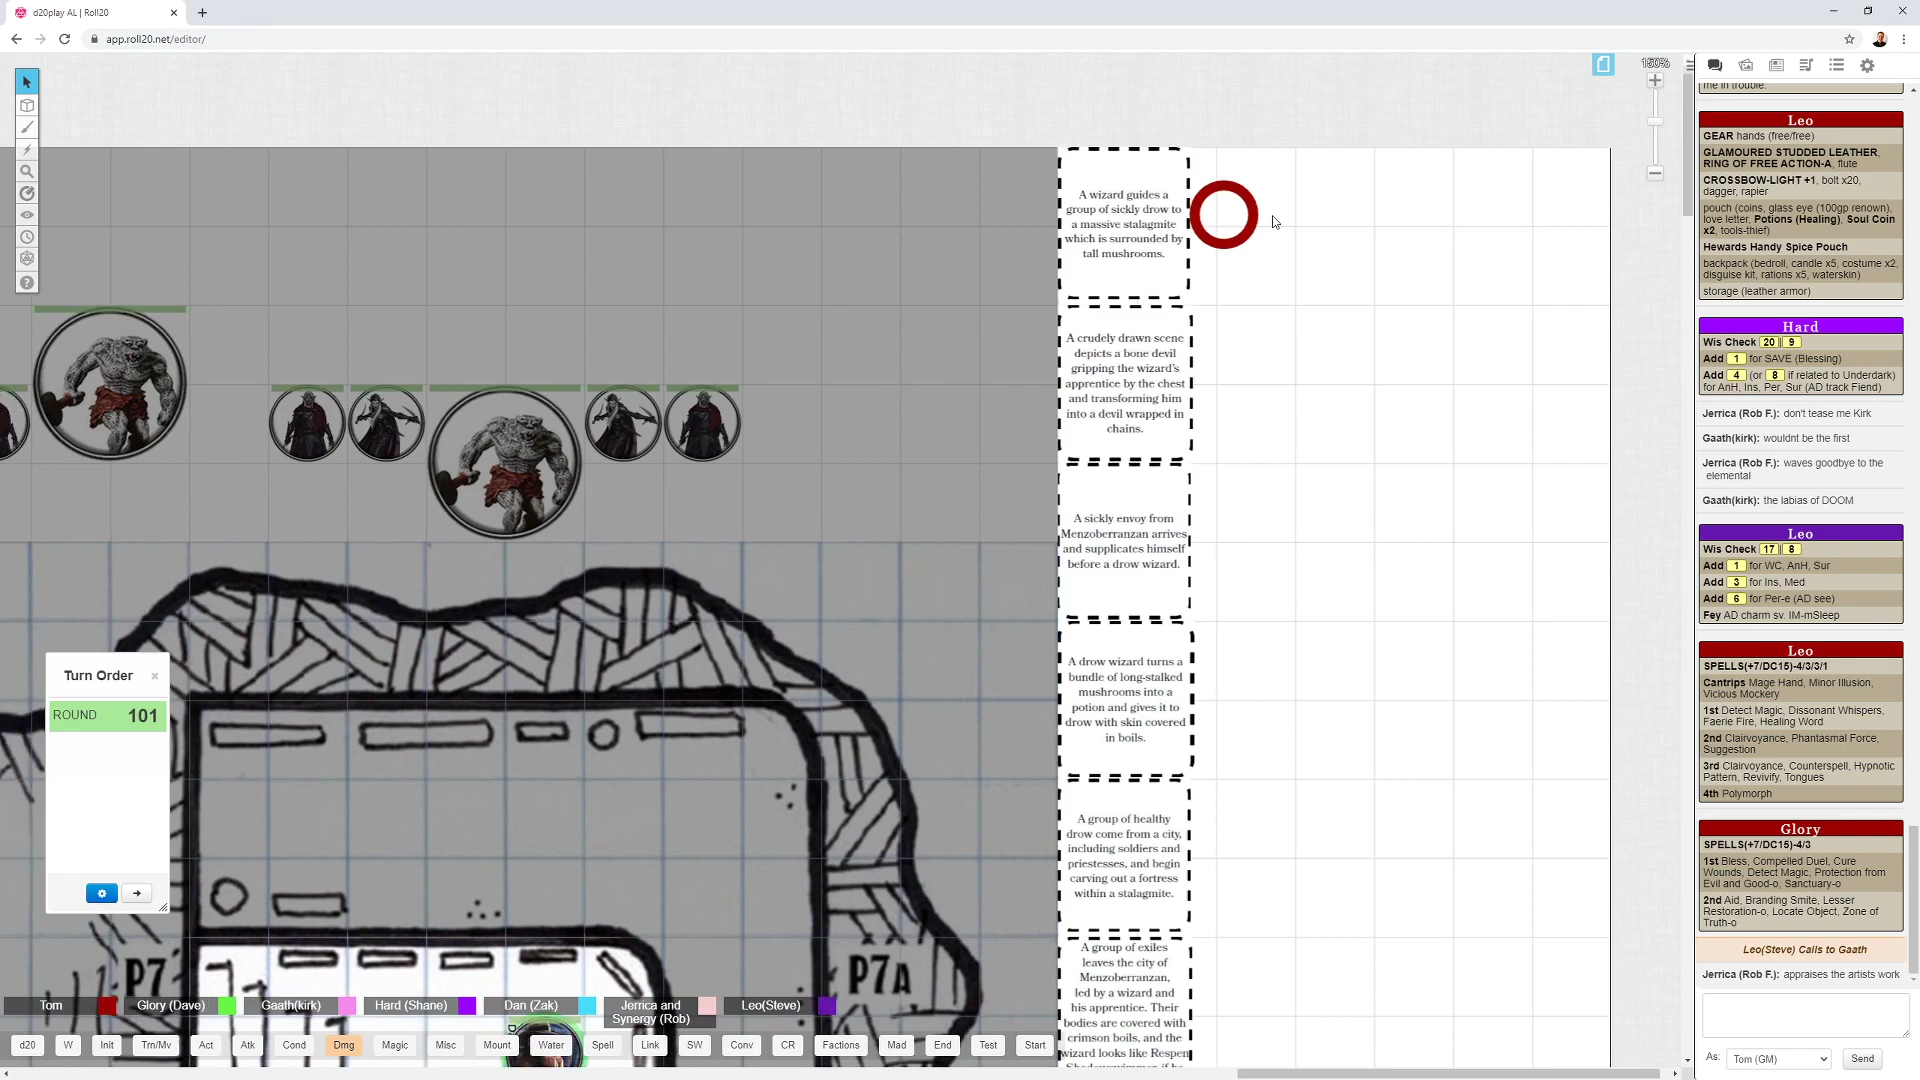 d20play AL | Roll20
app.roll20.net/editor/
150%
A wizard guides a
group of sickly drow to
a massive stalagmite
which is surrounded by
tall mushrooms.
A crudely drawn scene
depicts a bone devil
gripping the wizard's
apprentice by the chest
and transforming him
into a devil wrapped in
chains.
A sickly envoy from
Menzoberranzan arrives
and supplicates himself
before a drow wizard.
A drow wizard turns a
bundle of long-stalked
mushrooms into a
potion and gives it to
drow with skin covered
in boils.
A group of healthy
drow come from a city,
including soldiers and
priestesses, and begin
carving out a fortress
within a stalagmite.
A group of exiles
leaves the city of
Menzoberranzan,
led by a wizard and
his apprentice. Their
bodies are covered with
crimson boils, and the
wizard looks like Respen
Turn Order
ROUND 101
P7
P7A
Tom
Glory (Dave)
Gaath(kirk)
Hard (Shane)
Dan (Zak)
Jerrica and
Synergy (Rob)
Leo(Steve)
d20 W Init Trn/Mv Act Atk Cond Dmg Magic Misc Mount Water Spell Link SW Conv CR Factions Mad End Test Start
me in trouble.
Leo
GEAR hands (free/free)
GLAMOURED STUDDED LEATHER,
RING OF FREE ACTION-A, flute
CROSSBOW-LIGHT +1, bolt x20,
dagger, rapier
pouch (coins, glass eye (100gp renown),
love letter, Potions (Healing), Soul Coin
x2, tools-thief)
Hewards Handy Spice Pouch
backpack (bedroll, candle x5, costume x2,
disguise kit, rations x5, waterskin)
storage (leather armor)
Hard
Wis Check 20 | 9
Add 1 for SAVE (Blessing)
Add 4 (or 8 if related to Underdark)
for AnH, Ins, Per, Sur (AD track Fiend)
Jerrica (Rob F.): don't tease me Kirk
Gaath(kirk): wouldnt be the first
Jerrica (Rob F.): waves goodbye to the
elemental
Gaath(kirk): the labias of DOOM
Leo
Wis Check 17 | 8
Add 1 for WC, AnH, Sur
Add 3 for Ins, Med
Add 6 for Per-e (AD see)
Fey AD charm sv. IM-mSleep
Leo
SPELLS(+7/DC15)-4/3/3/1
Cantrips Mage Hand, Minor Illusion,
Vicious Mockery
1st Detect Magic, Dissonant Whispers,
Faerie Fire, Healing Word
2nd Clairvoyance, Phantasmal Force,
Suggestion
3rd Clairvoyance, Counterspell, Hypnotic
Pattern, Revivify, Tongues
4th Polymorph
Glory
SPELLS(+7/DC15)-4/3
1st Bless, Compelled Duel, Cure
Wounds, Detect Magic, Protection from
Evil and Good-o, Sanctuary-o
2nd Aid, Branding Smite, Lesser
Restoration-o, Locate Object, Zone of
Truth-o
Leo(Steve) Calls to Gaath
Jerrica (Rob F.): appraises the artists work
As: Tom (GM) Send